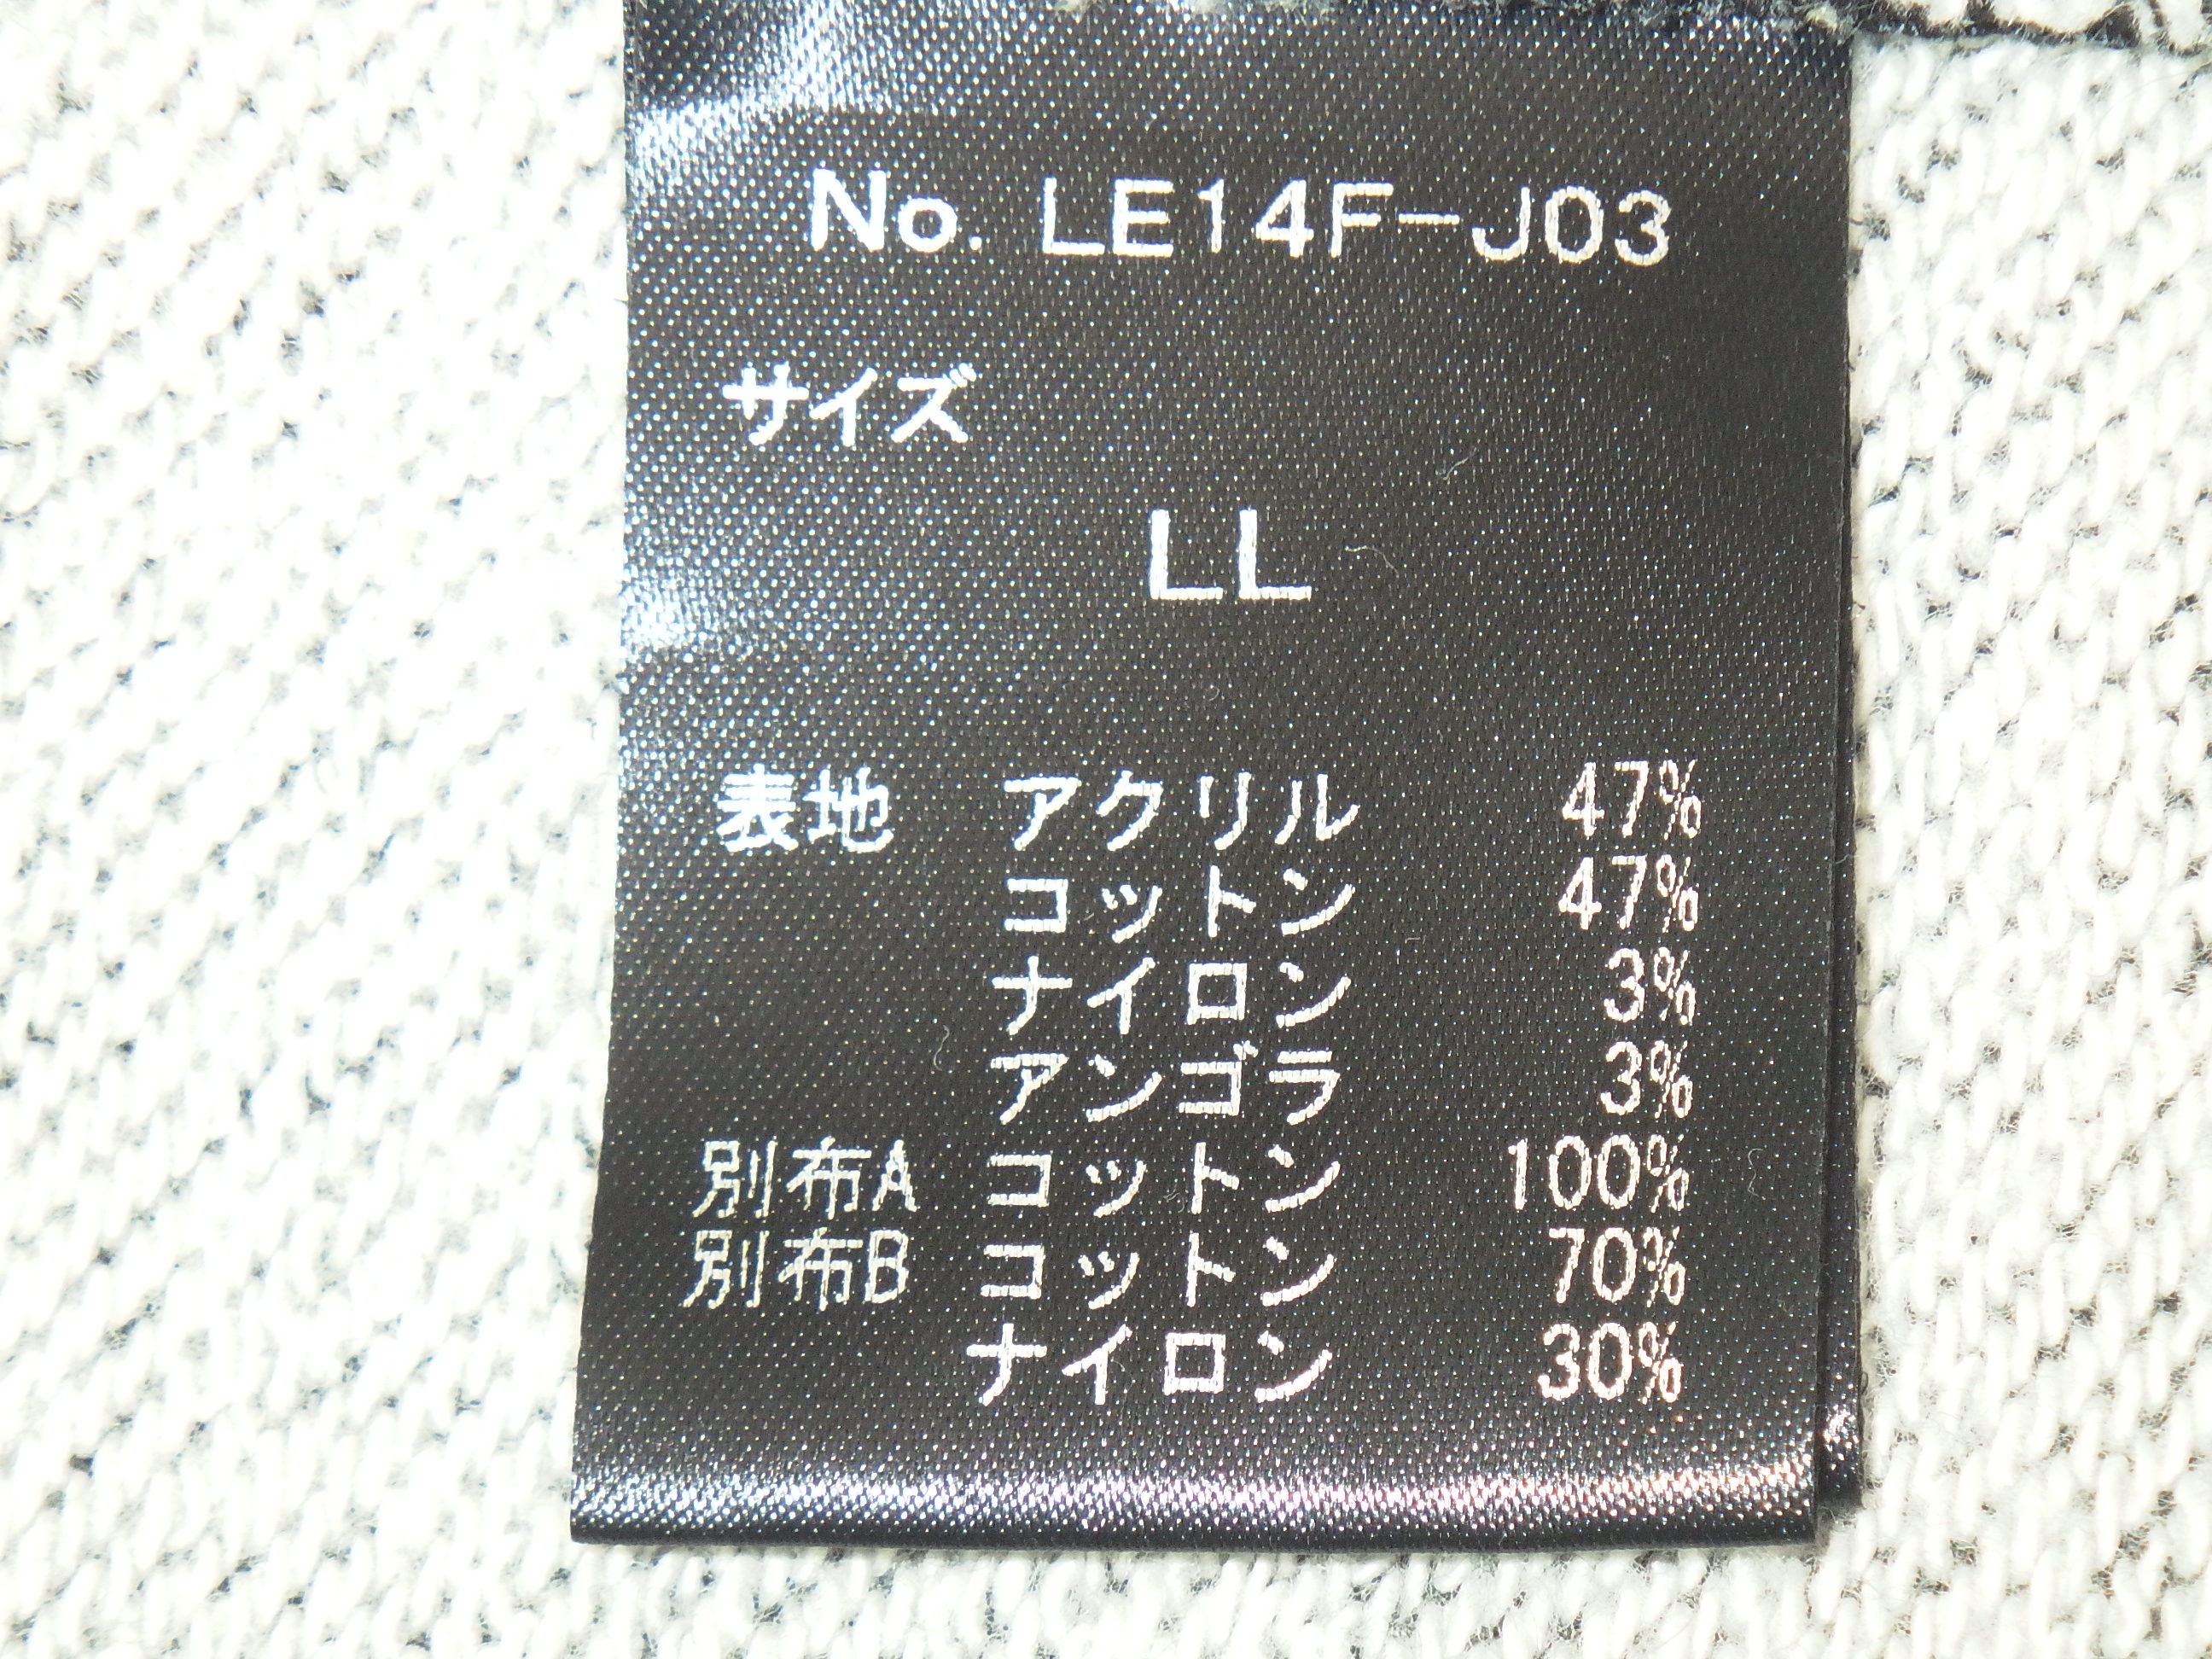 No. LE14F-J03
サイズ
LL
表地 アクリル 47%
コットン 47%
ナイロン 3%
アンゴラ 3%
別布A コットン 100%
別布B コットン 70%
ナイロン 30%